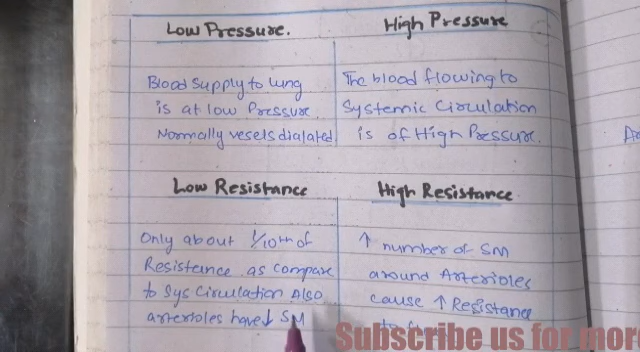 Low Pressure.
Blood Supply to lung
is at low Pressure.
Normally vesels dialated
High Pressure
The blood flowing to
Systemic Circulation
is of High Pressure.
Low Resistance
Only about 1/10th of
Resistance as compare
to Sys Circulation Also
arterioles have ↓ SM
High Resistance
↑ number of SM
around Arterioles
cause ↑ Resistance
to
Subscribe us for mor